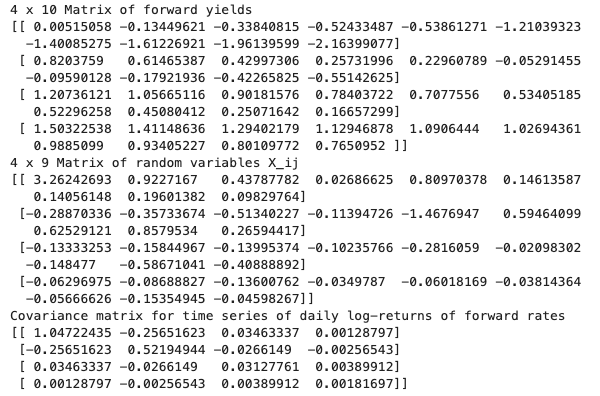 4 x 10 Matrix of forward yields
[[ 0.00515058 -0.13449621 -0.33840815 -0.52433487 -0.53861271 -1.21039323
-1.40085275 -1.61226921 -1.96139599 -2.16399077]
[ 0.8203759   0.61465387  0.42997306  0.25731996  0.22960789 -0.05291455
-0.09590128 -0.17921936 -0.42265825 -0.55142625]
[ 1.20736121  1.05665116  0.90181576  0.78403722  0.7077556   0.53405185
0.52296258  0.45080412  0.25071642  0.16657299]
[ 1.50322538  1.41148636  1.29402179  1.12946878  1.0906444   1.02694361
0.9885099   0.93405227  0.80109772  0.7650952 ]]
4 x 9 Matrix of random variables X_ij
[[ 3.26242693  0.9227167   0.43787782  0.02686625  0.80970378  0.14613587
0.14056148  0.19601382  0.09829764]
[-0.28870336 -0.35733674 -0.51340227 -0.11394726 -1.4676947   0.59464099
0.62529121  0.8579534   0.26594417]
[-0.13333253 -0.15844967 -0.13995374 -0.10235766 -0.2816059  -0.02098302
-0.148477   -0.58671041 -0.40888892]
[-0.06296975 -0.08688827 -0.13600762 -0.0349787  -0.06018169 -0.03814364
-0.05666626 -0.15354945 -0.04598267]]
Covariance matrix for time series of daily log-returns of forward rates
[[ 1.04722435 -0.25651623  0.03463337  0.00128797]
[-0.25651623  0.52194944 -0.0266149  -0.00256543]
[ 0.03463337 -0.0266149   0.03127761  0.00389912]
[ 0.00128797 -0.00256543  0.00389912  0.00181697]]